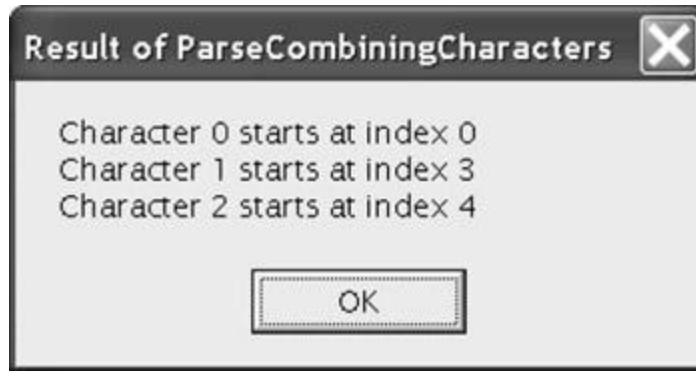 Result of ParseCombiningCharacters
Character 0 starts at index 0
Character 1 starts at index 3
Character 2 starts at index 4
OK